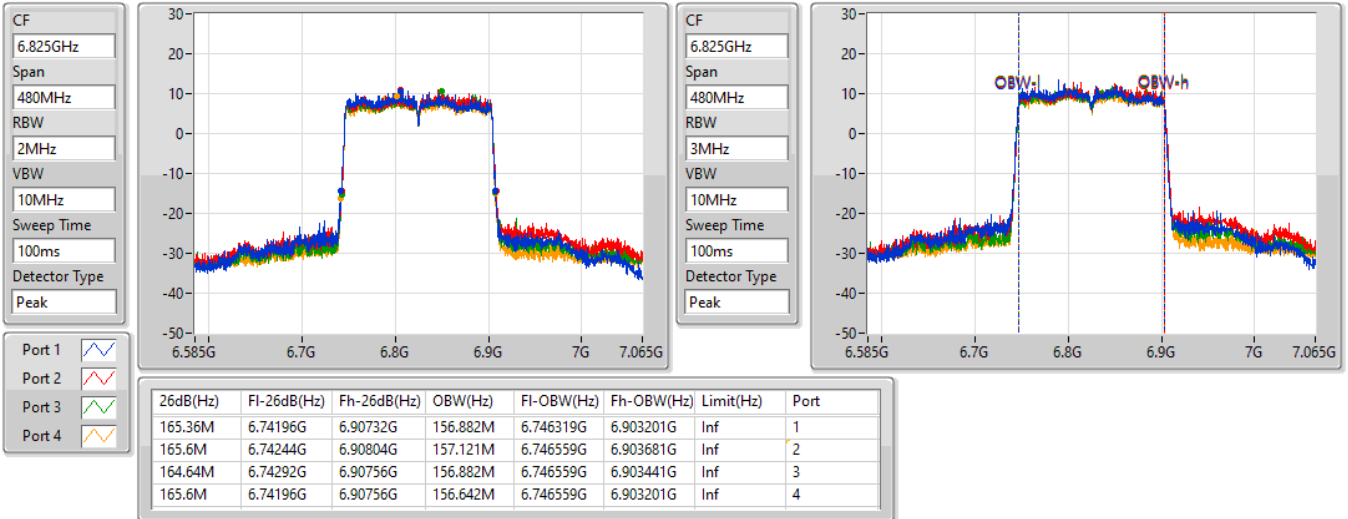 CF
6.825GHz
Span
480MHz
RBW
2MHz
VBW
10MHz
Sweep Time
100ms
Detector Type
Peak
30
20
10
0
-10
-20
-30
-40
-50
6.585G 6.7G 6.8G 6.9G 7G 7.065G
CF
6.825GHz
Span
480MHz
RBW
3MHz
VBW
10MHz
Sweep Time
100ms
Detector Type
Peak
30
20
10
0
-10
-20
-30
-40
-50
OBW-l OBW-h
6.585G 6.7G 6.8G 6.9G 7G 7.065G
Port 1
Port 2
Port 3
Port 4
26dB(Hz) Fl-26dB(Hz) Fh-26dB(Hz) OBW(Hz) Fl-OBW(Hz) Fh-OBW(Hz) Limit(Hz) Port
165.36M 6.74196G 6.90732G 156.882M 6.746319G 6.903201G Inf 1
165.6M 6.74244G 6.90804G 157.121M 6.746559G 6.903681G Inf 2
164.64M 6.74292G 6.90756G 156.882M 6.746559G 6.903441G Inf 3
165.6M 6.74196G 6.90756G 156.642M 6.746559G 6.903201G Inf 4